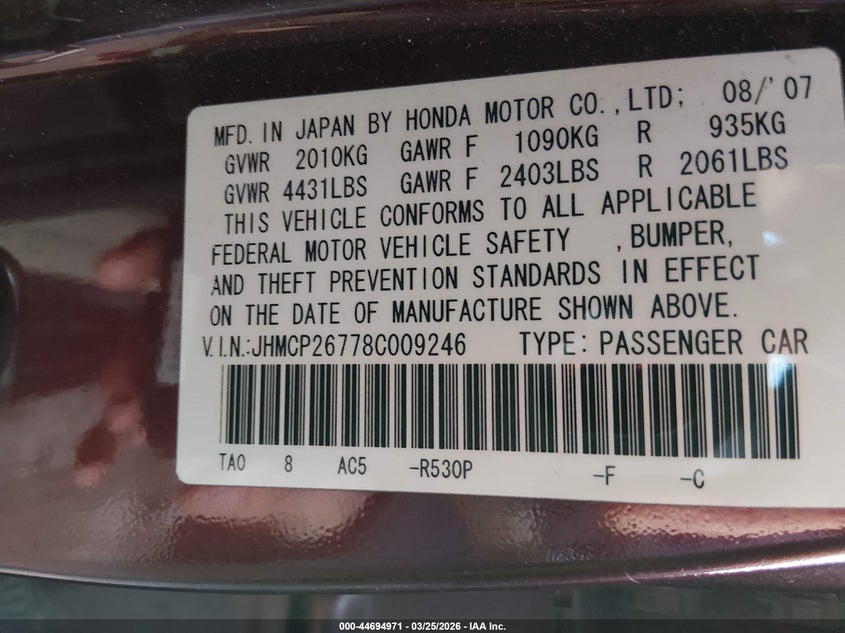 MFD. IN JAPAN BY HONDA MOTOR CO., LTD; 08/'07
GVWR 2010KG GAWR F 1090KG R 935KG
GVWR 4431LBS GAWR F 2403LBS R 2061LBS
THIS VEHICLE CONFORMS TO ALL APPLICABLE
FEDERAL MOTOR VEHICLE SAFETY , BUMPER,
AND THEFT PREVENTION STANDARDS IN EFFECT
ON THE DATE OF MANUFACTURE SHOWN ABOVE.
V.I.N.:JHMCP26778C009246 TYPE: PASSENGER CAR
TA0 8 AC5 -R530P -F -C
000-44694971 - 03/25/2026 - IAA Inc.